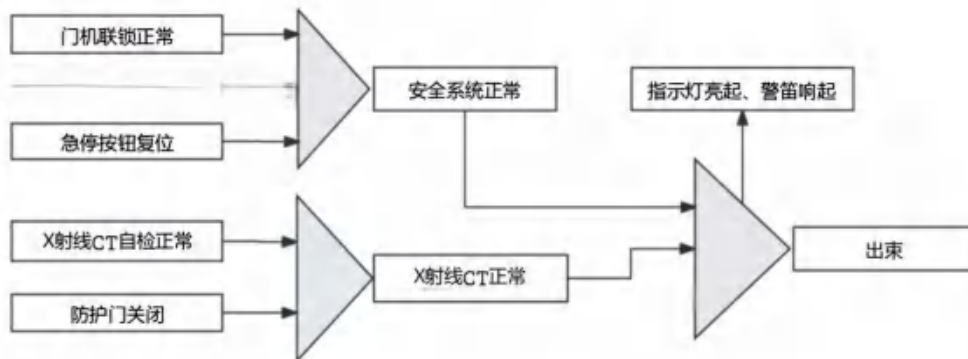 门机联锁正常
安全系统正常
指示灯亮起、警笛响起
急停按钮复位
X射线CT自检正常
X射线CT正常
出束
防护门关闭